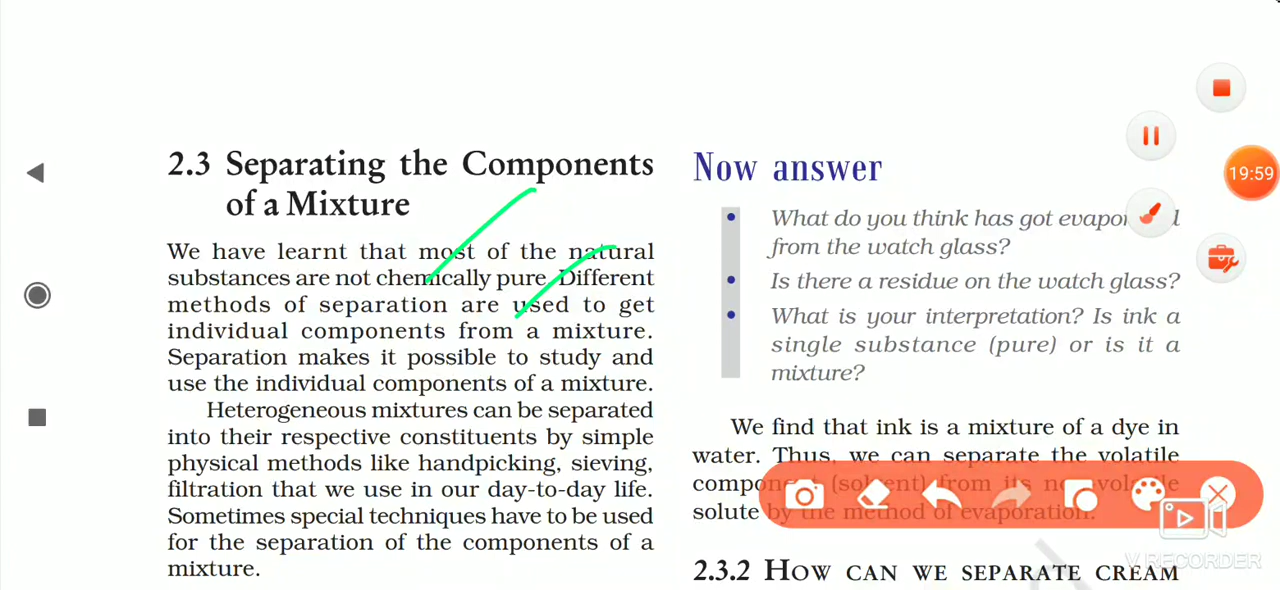 2.3 Separating the Components
of a Mixture
We have learnt that most of the natural
substances are not chemically pure. Different
methods of separation are used to get
individual components from a mixture.
Separation makes it possible to study and
use the individual components of a mixture.
Heterogeneous mixtures can be separated
into their respective constituents by simple
physical methods like handpicking, sieving,
filtration that we use in our day-to-day life.
Sometimes special techniques have to be used
for the separation of the components of a
mixture.
Now answer
• What do you think has got
from the watch glass?
• Is there a residue on the watch glass?
• What is your interpretation? Is ink a
single substance (pure) or is it a
mixture?
We find that ink is a mixture of a dye in
water. Thus, we can separate the volatile
component (solvent) from its
solute by the method of evaporation.
2.3.2 HOW CAN WE SEPARATE CREAM
19:59
V RECORDER